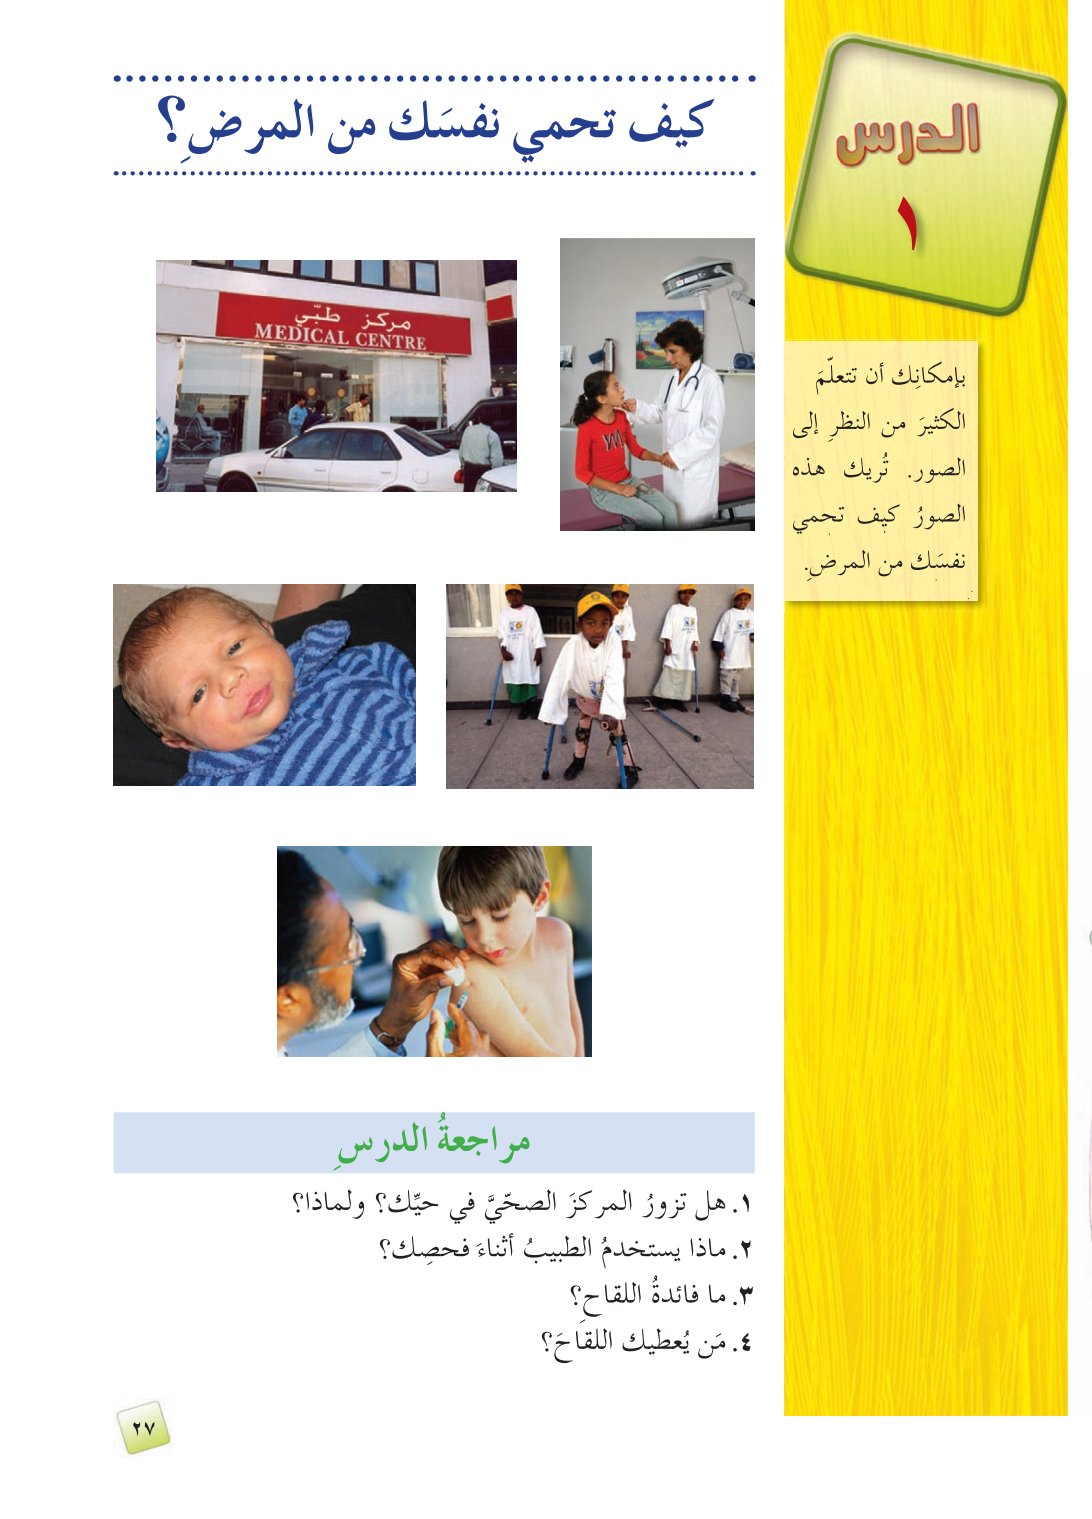 الدرس
١
كيف تحمي نفسَك من المرضِ؟
بإمكانِك أن تتعلّمَ
الكثيرَ من النظرِ إلى
الصور. تُريك هذه
الصورُ كيف تحمي
نفسَك من المرضِ.
مركز طبّي
MEDICAL CENTRE
مراجعةُ الدرسِ
١. هل تزورُ المركزَ الصحّيَّ في حيِّك؟ ولماذا؟
٢. ماذا يستخدمُ الطبيبُ أثناءَ فحصِك؟
٣. ما فائدةُ اللقاحِ؟
٤. مَن يُعطيك اللقاحَ؟
٢٧